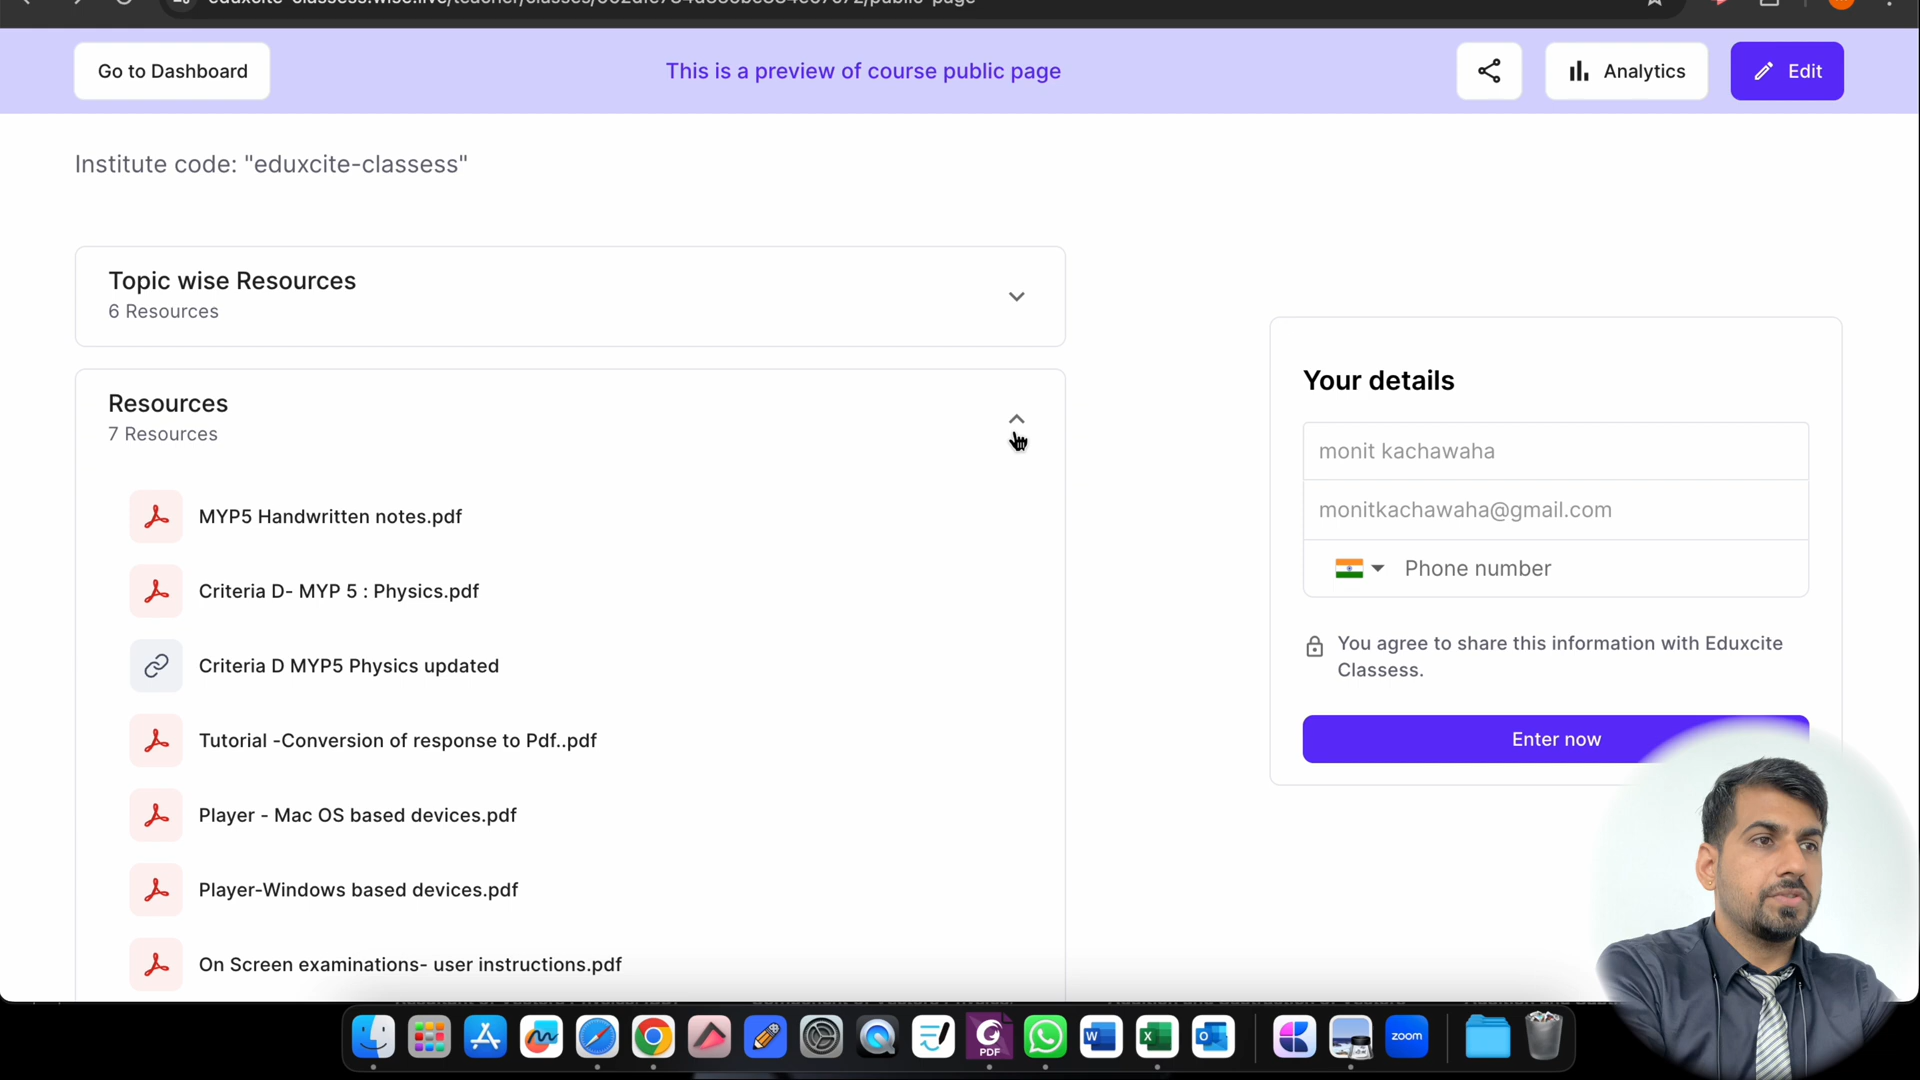 Go to Dashboard
This is a preview of course public page
Analytics
Edit
Institute code: "eduxcite-classess"
Topic wise Resources
6 Resources
Resources
7 Resources
MYP5 Handwritten notes.pdf
Criteria D- MYP 5 : Physics.pdf
Criteria D MYP5 Physics updated
Tutorial -Conversion of response to Pdf..pdf
Player - Mac OS based devices.pdf
Player-Windows based devices.pdf
On Screen examinations- user instructions.pdf
Your details
monit kachawaha
monitkachawaha@gmail.com
Phone number
You agree to share this information with Eduxcite
Classess.
Enter now
PDF
zoom